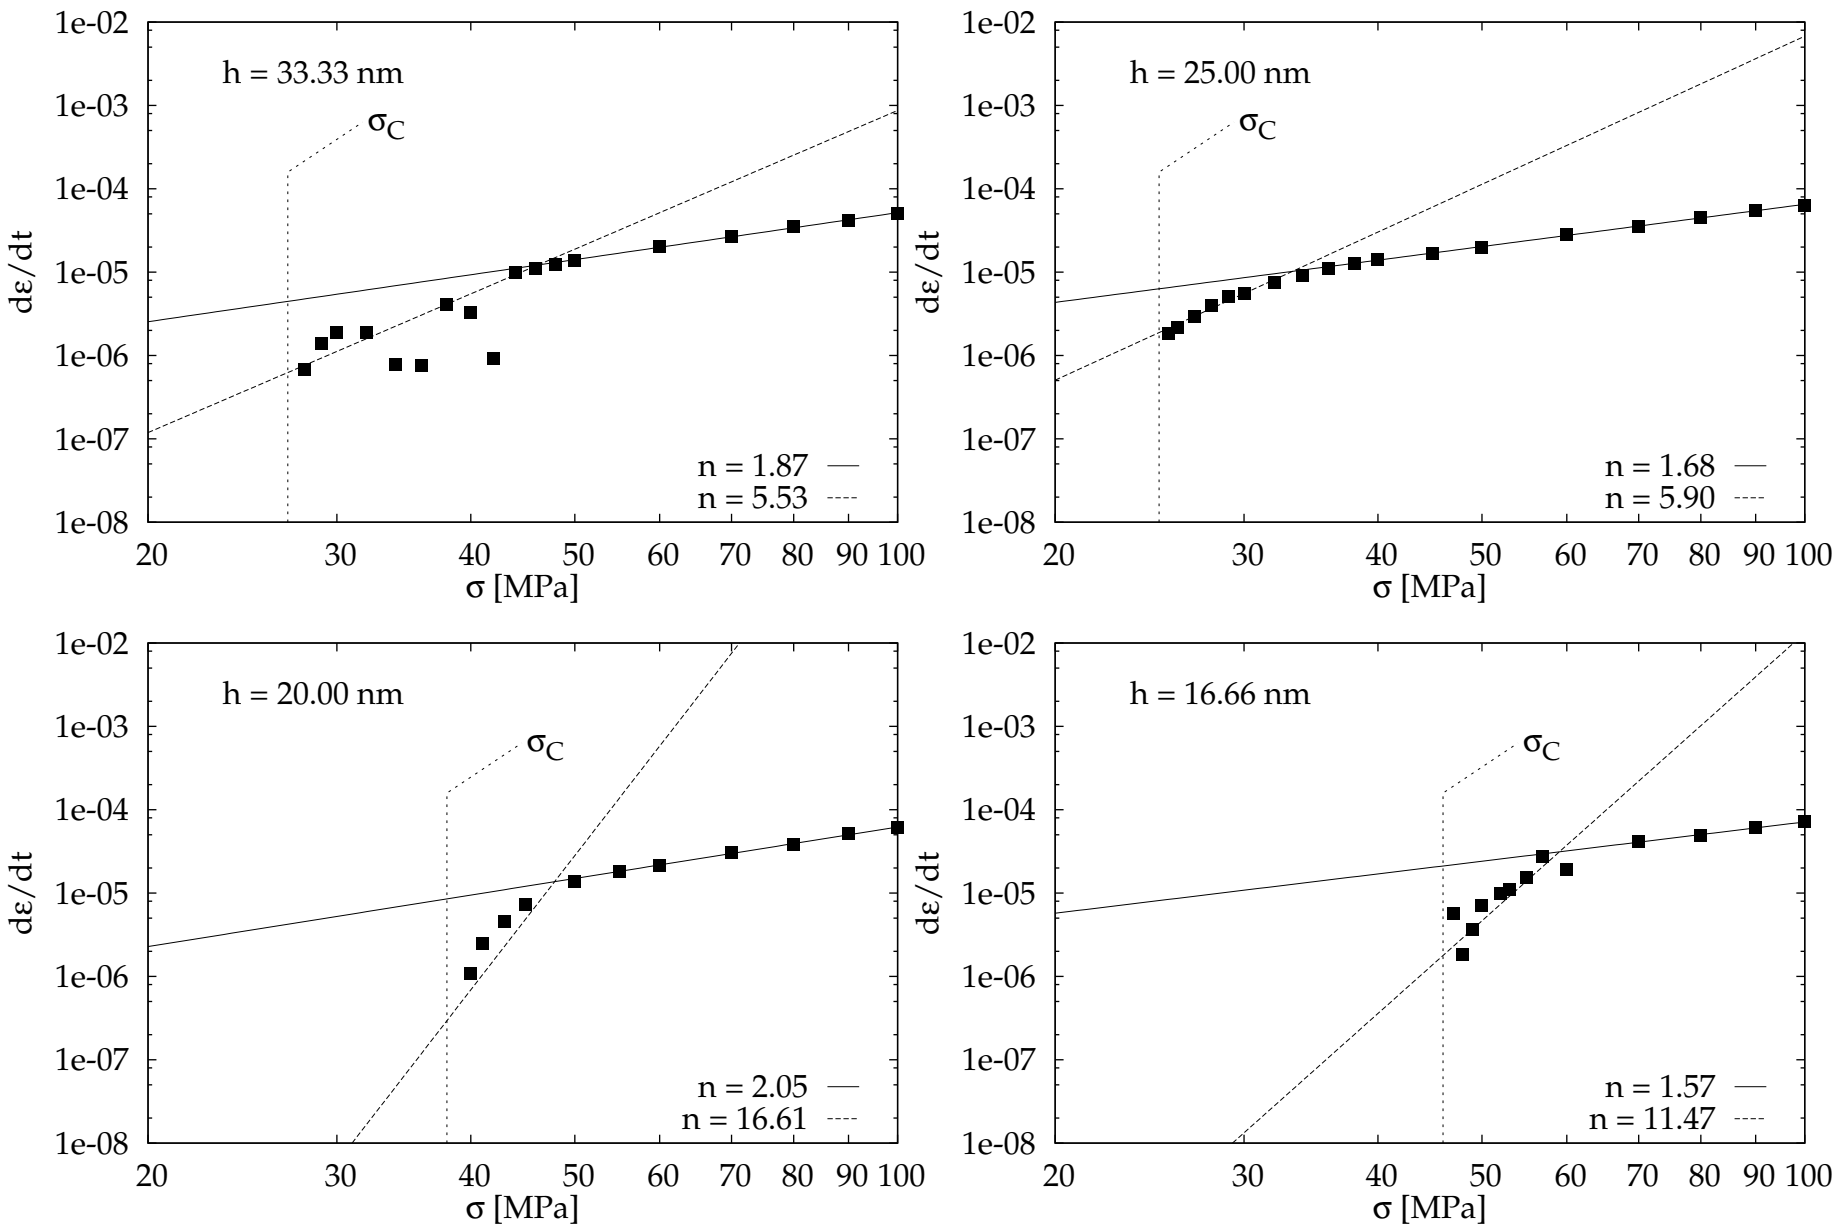 h = 33.33 nm
σC
1e-02
1e-03
1e-04
1e-05
1e-06
1e-07
1e-08
dε/dt
n = 1.87
n = 5.53
20 30 40 50 60 70 80 90 100
σ [MPa]
h = 25.00 nm
σC
1e-02
1e-03
1e-04
1e-05
1e-06
1e-07
1e-08
dε/dt
n = 1.68
n = 5.90
20 30 40 50 60 70 80 90 100
σ [MPa]
h = 20.00 nm
σC
1e-02
1e-03
1e-04
1e-05
1e-06
1e-07
1e-08
dε/dt
n = 2.05
n = 16.61
20 30 40 50 60 70 80 90 100
σ [MPa]
h = 16.66 nm
σC
1e-02
1e-03
1e-04
1e-05
1e-06
1e-07
1e-08
dε/dt
n = 1.57
n = 11.47
20 30 40 50 60 70 80 90 100
σ [MPa]